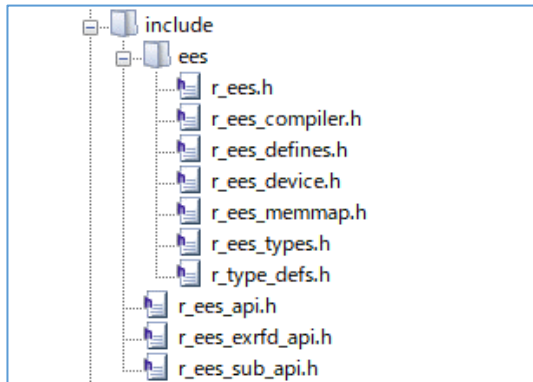 include
ees
r_ees.h
r_ees_compiler.h
r_ees_defines.h
r_ees_device.h
r_ees_memmap.h
r_ees_types.h
r_type_defs.h
r_ees_api.h
r_ees_exrfd_api.h
r_ees_sub_api.h